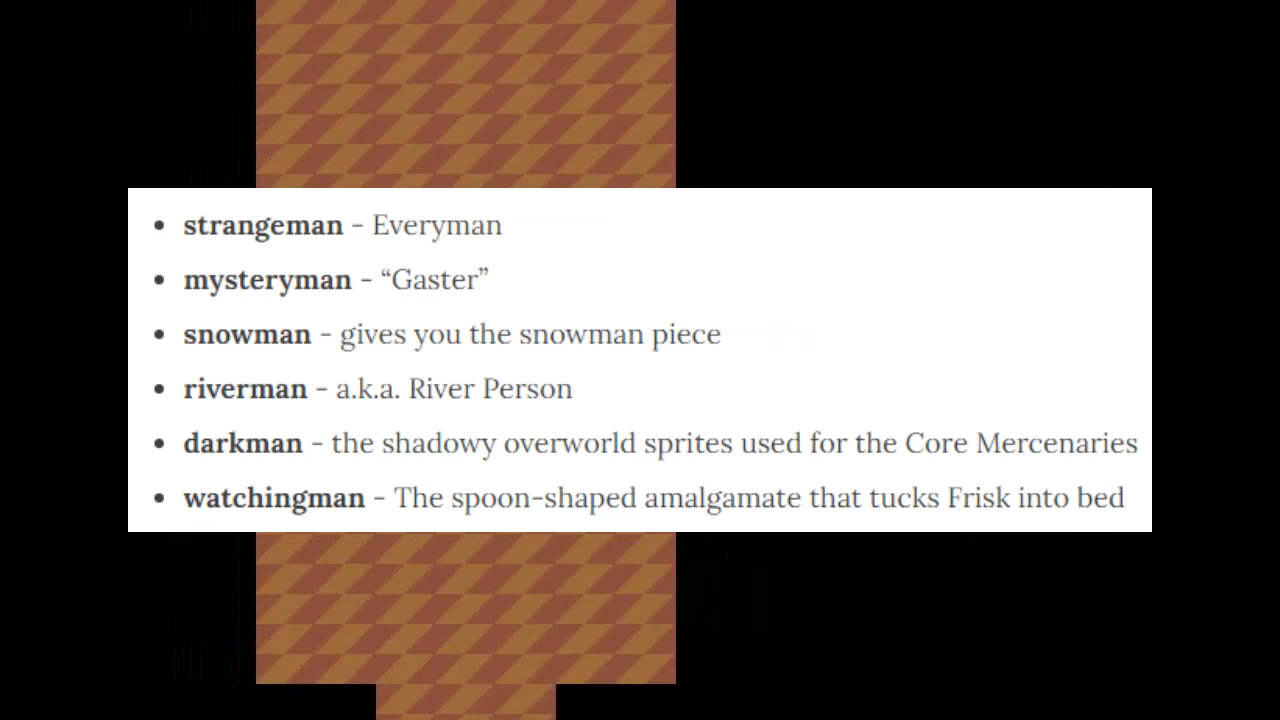 • strangeman - Everyman
• mysteryman - “Gaster”
• snowman - gives you the snowman piece
• riverman - a.k.a. River Person
• darkman - the shadowy overworld sprites used for the Core Mercenaries
• watchingman - The spoon-shaped amalgamate that tucks Frisk into bed